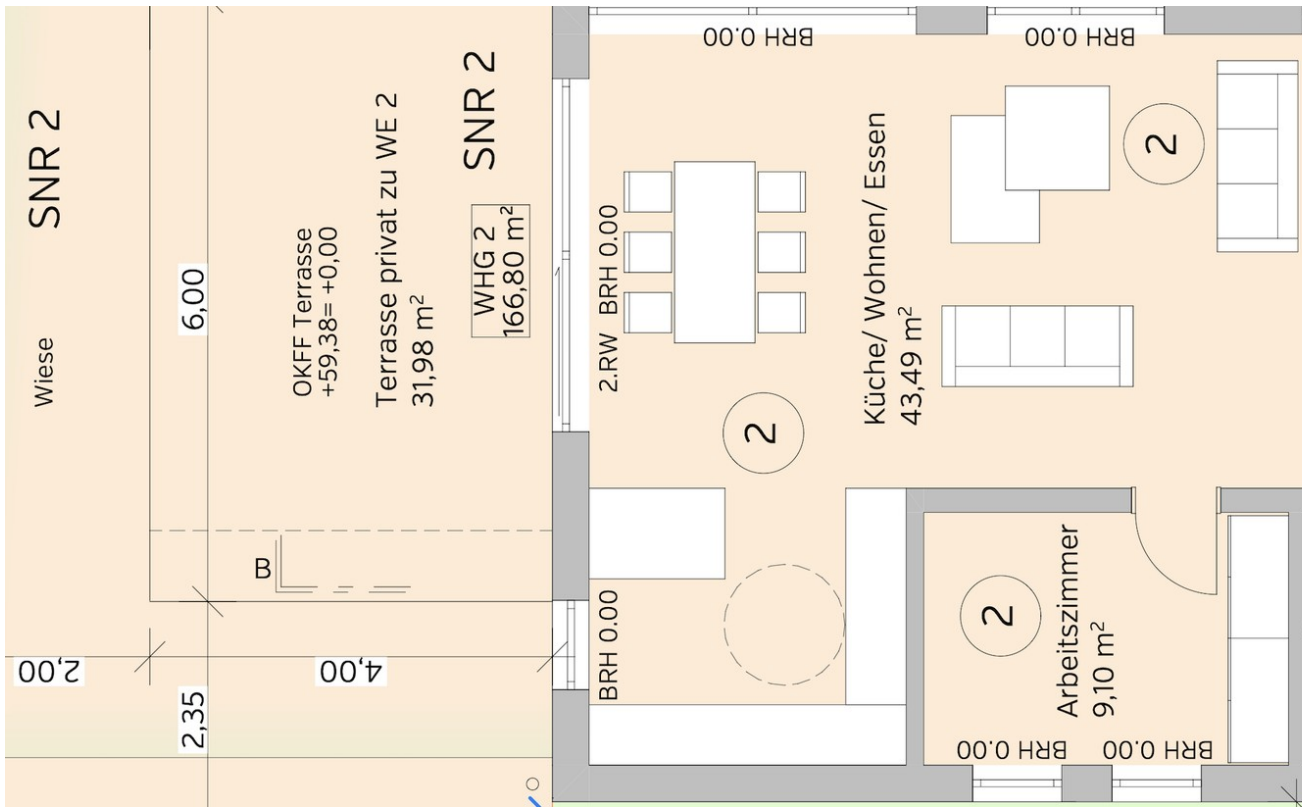 SNR 2
Wiese
6,00
OKFF Terrasse
+59,38= +0,00
Terrasse privat zu WE 2
31,98 m²
SNR 2
WHG 2
166,80 m²
B
2,00
4,00
2,35
BRH 0.00
BRH 0.00
2.RW BRH 0.00
Küche/ Wohnen/ Essen
43,49 m²
2
2
BRH 0.00
2
Arbeitszimmer
9,10 m²
BRH 0.00
BRH 0.00